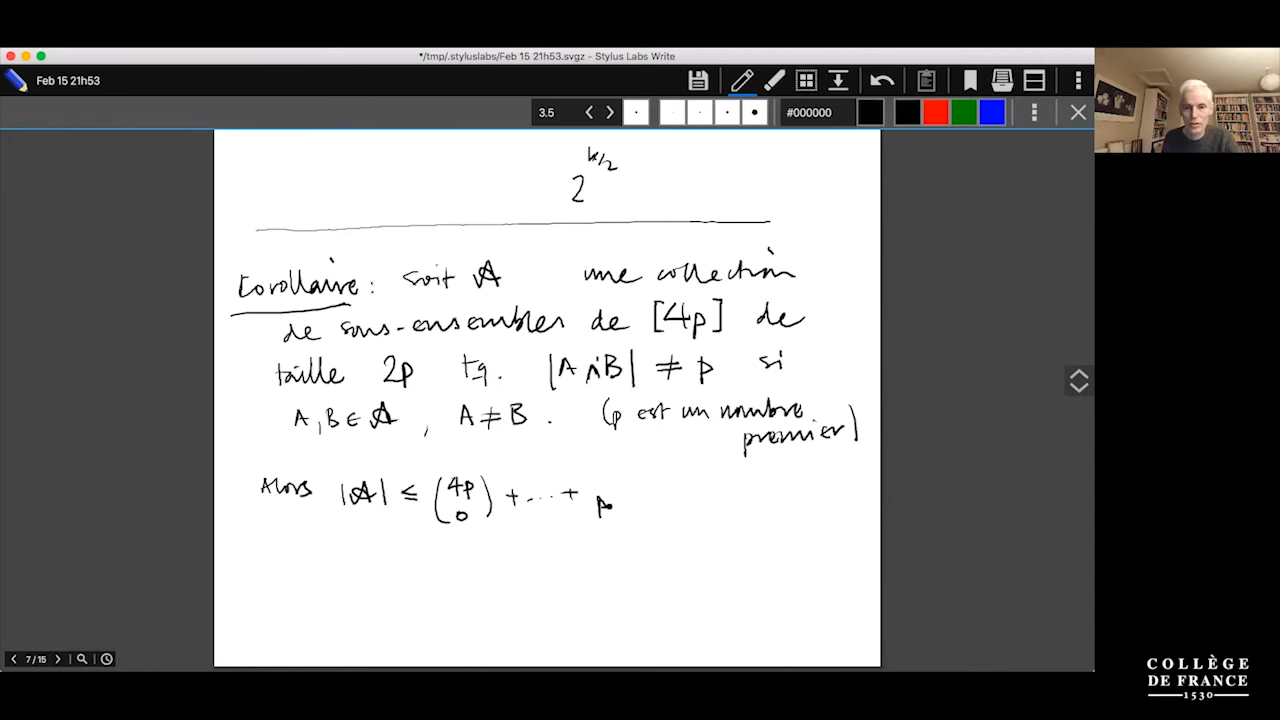 */tmp/.styluslabs/Feb 15 21h53.svgz - Stylus Labs Write
Feb 15 21h53
3.5
#000000
2^{k/2}
Corollaire : soit 𝒜 une collection
de sous-ensembles de [4p] de
taille 2p tq. |A ∩ B| ≠ p si
A, B ∈ 𝒜, A ≠ B. (p est un nombre
premier)
Alors |𝒜| ≤ (4p 0) + ... + p
7/15
COLLÈGE
DE FRANCE
1530